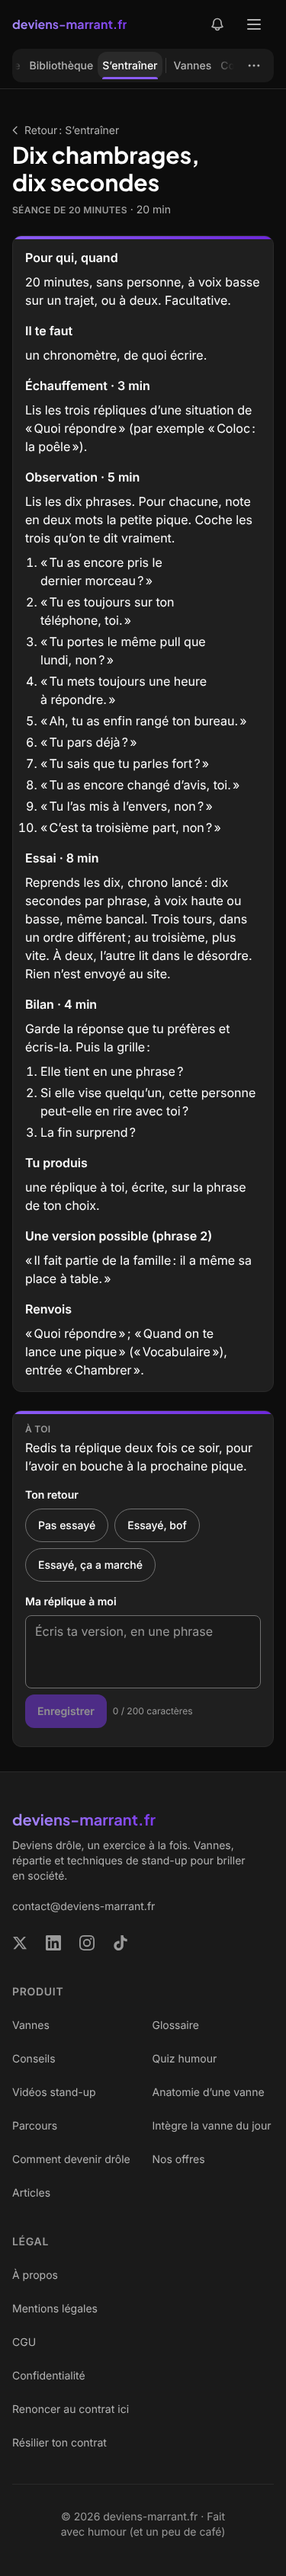 deviens-marrant.fr
Bibliothèque
S’entraîner
Vannes
Retour : S’entraîner
Dix chambrages,
dix secondes
SÉANCE DE 20 MINUTES · 20 min
Pour qui, quand
20 minutes, sans personne, à voix basse
sur un trajet, ou à deux. Facultative.
Il te faut
un chronomètre, de quoi écrire.
Échauffement · 3 min
Lis les trois répliques d’une situation de
« Quoi répondre » (par exemple « Coloc :
la poêle »).
Observation · 5 min
Lis les dix phrases. Pour chacune, note
en deux mots la petite pique. Coche les
trois qu’on te dit vraiment.
1. « Tu as encore pris le
dernier morceau ? »
2. « Tu es toujours sur ton
téléphone, toi. »
3. « Tu portes le même pull que
lundi, non ? »
4. « Tu mets toujours une heure
à répondre. »
5. « Ah, tu as enfin rangé ton bureau. »
6. « Tu pars déjà ? »
7. « Tu sais que tu parles fort ? »
8. « Tu as encore changé d’avis, toi. »
9. « Tu l’as mis à l’envers, non ? »
10. « C’est ta troisième part, non ? »
Essai · 8 min
Reprends les dix, chrono lancé : dix
secondes par phrase, à voix haute ou
basse, même bancal. Trois tours, dans
un ordre différent ; au troisième, plus
vite. À deux, l’autre lit dans le désordre.
Rien n’est envoyé au site.
Bilan · 4 min
Garde la réponse que tu préfères et
écris-la. Puis la grille :
1. Elle tient en une phrase ?
2. Si elle vise quelqu’un, cette personne
peut-elle en rire avec toi ?
3. La fin surprend ?
Tu produis
une réplique à toi, écrite, sur la phrase
de ton choix.
Une version possible (phrase 2)
« Il fait partie de la famille : il a même sa
place à table. »
Renvois
« Quoi répondre » ; « Quand on te
lance une pique » (« Vocabulaire »),
entrée « Chambrer ».
À TOI
Redis ta réplique deux fois ce soir, pour
l’avoir en bouche à la prochaine pique.
Ton retour
Pas essayé
Essayé, bof
Essayé, ça a marché
Ma réplique à moi
Écris ta version, en une phrase
Enregistrer
0 / 200 caractères
deviens-marrant.fr
Deviens drôle, un exercice à la fois. Vannes,
répartie et techniques de stand-up pour briller
en société.
contact@deviens-marrant.fr
PRODUIT
Vannes
Glossaire
Conseils
Quiz humour
Vidéos stand-up
Anatomie d’une vanne
Parcours
Intègre la vanne du jour
Comment devenir drôle
Nos offres
Articles
LÉGAL
À propos
Mentions légales
CGU
Confidentialité
Renoncer au contrat ici
Résilier ton contrat
© 2026 deviens-marrant.fr · Fait
avec humour (et un peu de café)